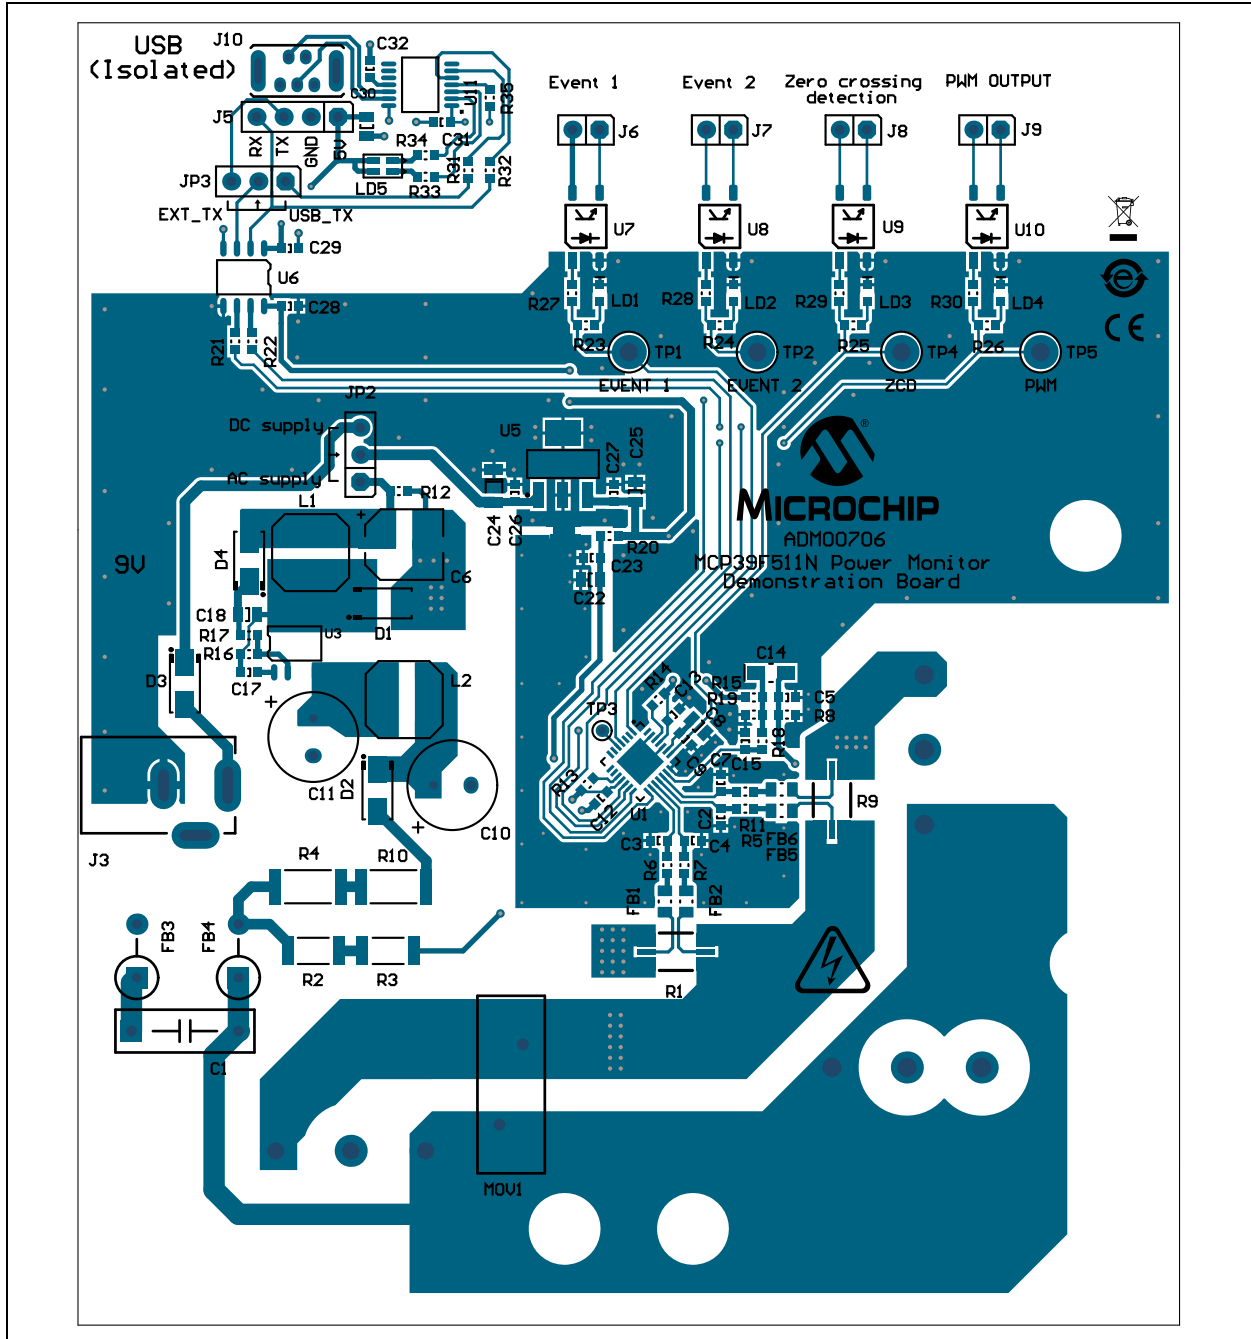 USB
(Isolated)
J10
C32
C30
U11
R35
J5
RX
TX
GND
5V
R34
C31
R33
R31
R32
LD5
JP3
EXT_TX
USB_TX
C29
U6
C28
R21
R22
Event 1
Event 2
Zero crossing
detection
PWM OUTPUT
J6
J7
J8
J9
U7
U8
U9
U10
R27
LD1
R28
LD2
R29
LD3
R30
LD4
R23
R24
R25
R26
TP1
TP2
TP4
TP5
EVENT 1
EVENT 2
ZCD
PWM
CE
JP2
DC supply
AC supply
U5
C27
C25
R12
L1
C24
C26
R20
MICROCHIP
®
ADM00706
MCP39F511N Power Monitor
Demonstration Board
9V
D4
C6
C23
C22
C18
D1
R17
U3
R16
C17
D3
L2
TP3
R14
C13
R15
C14
R19
C5
R8
C8
R18
C15
C7
C9
R13
C12
U1
C2
R11
R5
FB6
FB5
R9
C11
D2
C10
C3
C4
R6
R7
J3
R4
R10
FB1
FB2
FB3
FB4
R2
R3
R1
C1
MOV1